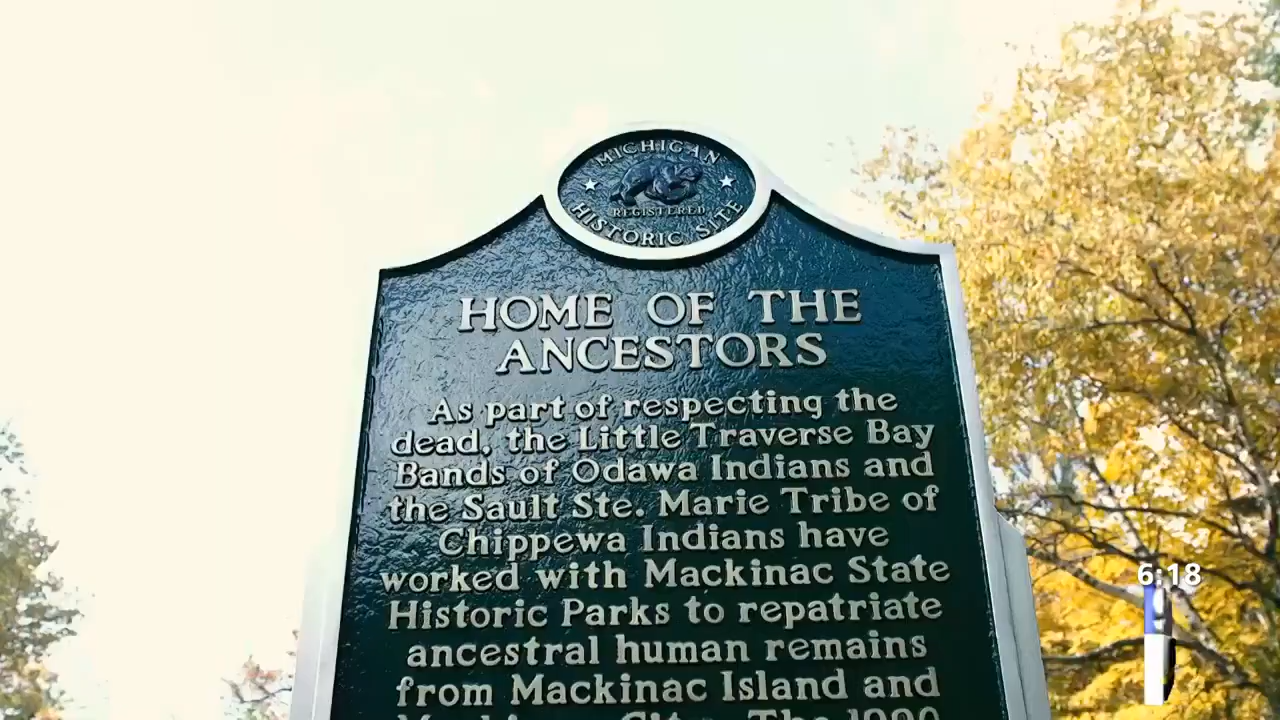 MICHIGAN
REGISTERED
HISTORIC SITE
HOME OF THE
ANCESTORS
As part of respecting the
dead, the Little Traverse Bay
Bands of Odawa Indians and
the Sault Ste. Marie Tribe of
Chippewa Indians have
worked with Mackinac State
Historic Parks to repatriate
ancestral human remains
from Mackinac Island and
6:18